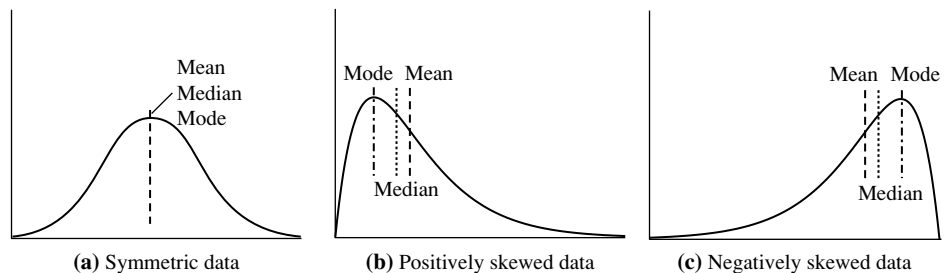 Mean
Median
Mode
(a) Symmetric data
Mode Mean
Median
(b) Positively skewed data
Mean Mode
Median
(c) Negatively skewed data